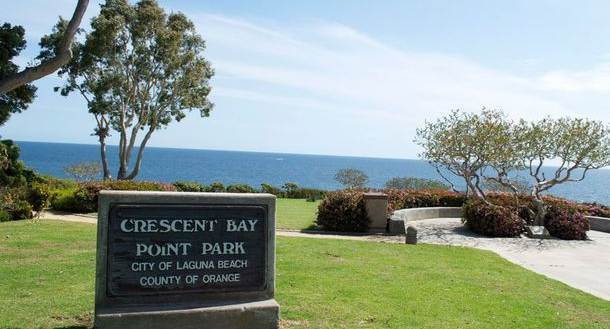 CRESCENT BAY
POINT PARK
CITY OF LAGUNA BEACH
COUNTY OF ORANGE